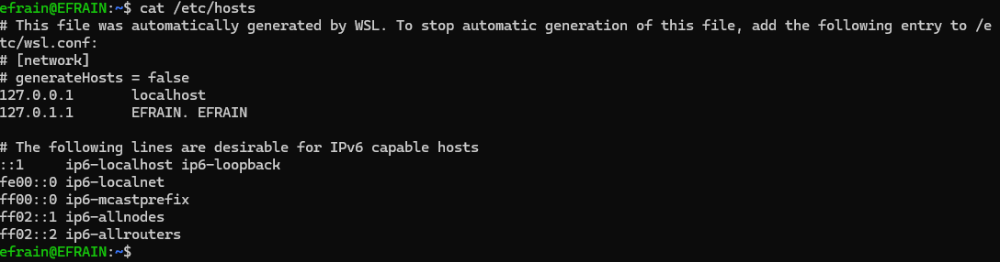 efrain@EFRAIN:~$ cat /etc/hosts
# This file was automatically generated by WSL. To stop automatic generation of this file, add the following entry to /e
tc/wsl.conf:
# [network]
# generateHosts = false
127.0.0.1       localhost
127.0.1.1       EFRAIN. EFRAIN

# The following lines are desirable for IPv6 capable hosts
::1     ip6-localhost ip6-loopback
fe00::0 ip6-localnet
ff00::0 ip6-mcastprefix
ff02::1 ip6-allnodes
ff02::2 ip6-allrouters
efrain@EFRAIN:~$